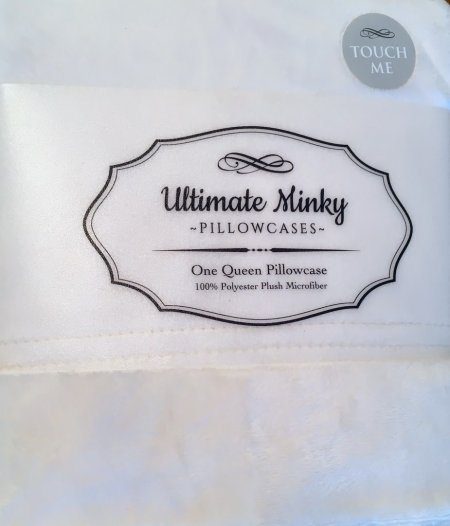 TOUCH
ME
Ultimate Minky
~PILLOWCASES~
One Queen Pillowcase
100% Polyester Plush Microfiber